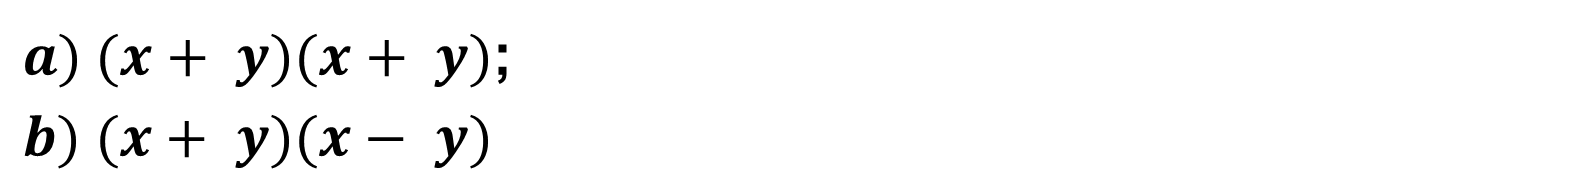 a) (x + y)(x + y);
b) (x + y)(x − y)